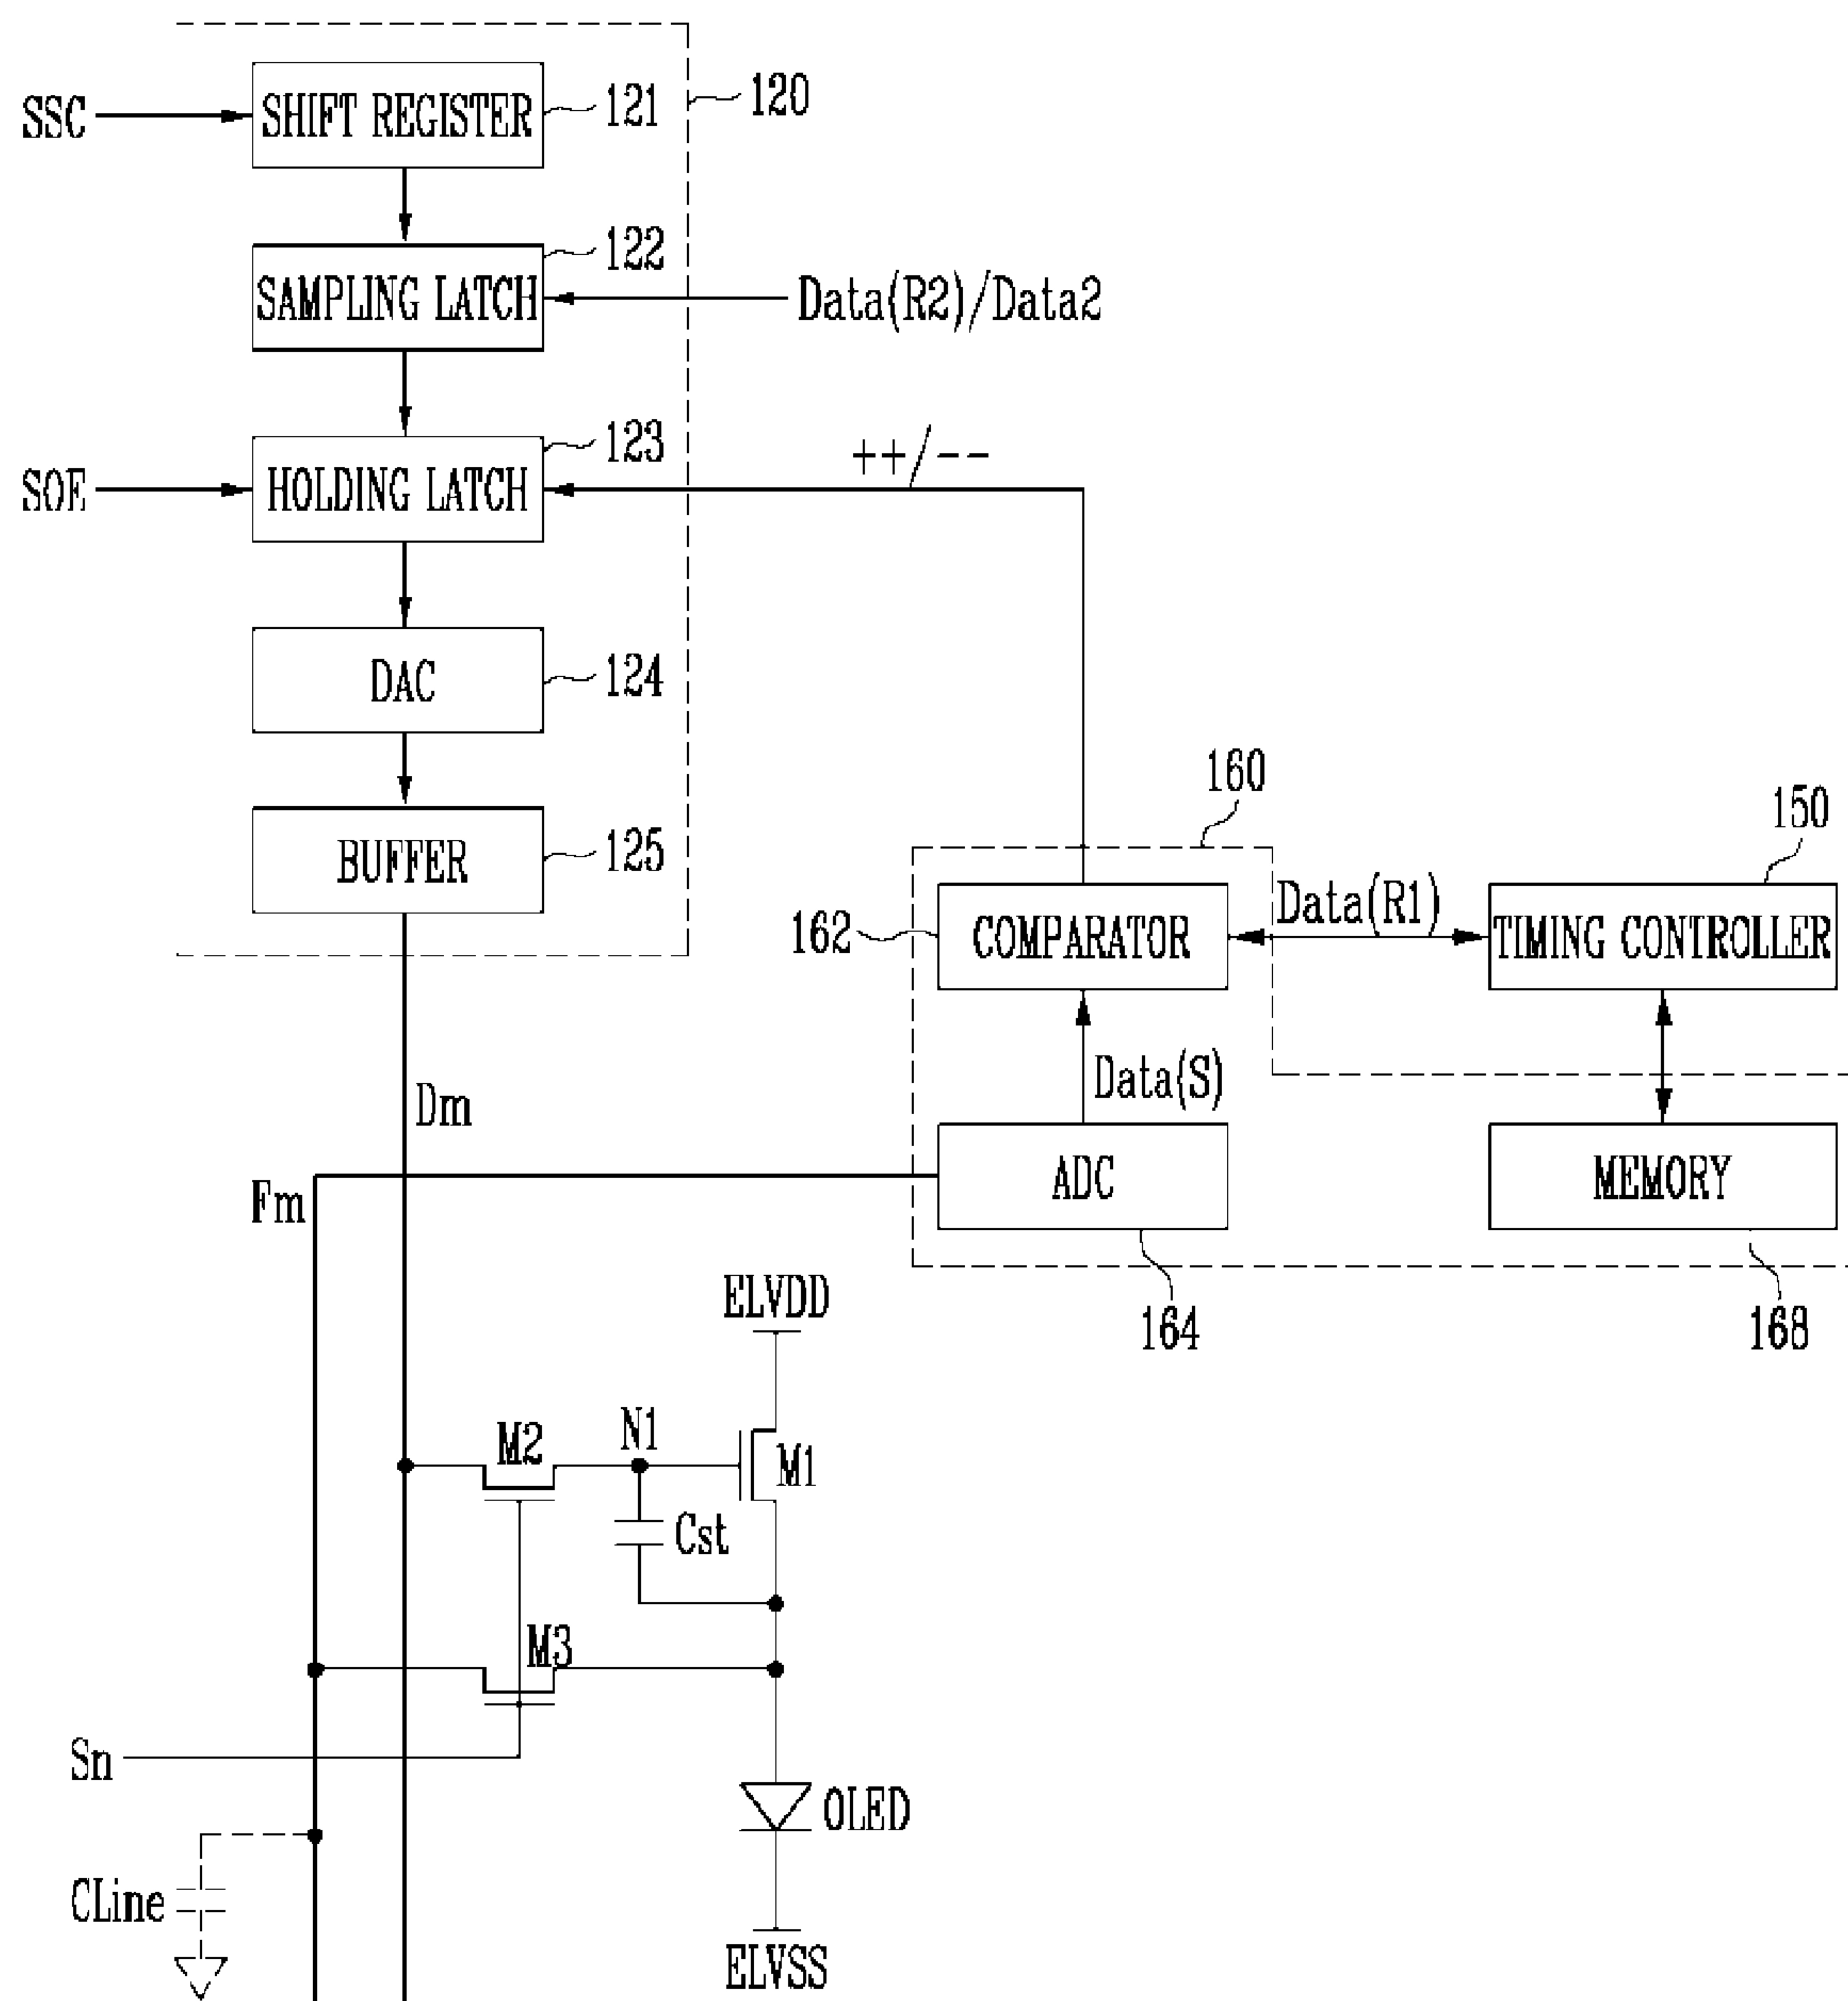 SSC
SHIFT REGISTER
121
120
122
SAMPLING LATCH
Data(R2)/Data2
123
++/--
SOE
HOLDING LATCH
DAC
124
BUFFER
125
160
150
162
COMPARATOR
Data(R1)
TIMING CONTROLLER
Data(S)
Dm
Fm
ADC
MEMORY
164
168
ELVDD
M2
N1
M1
Cst
M3
Sn
OLED
CLine
ELVSS